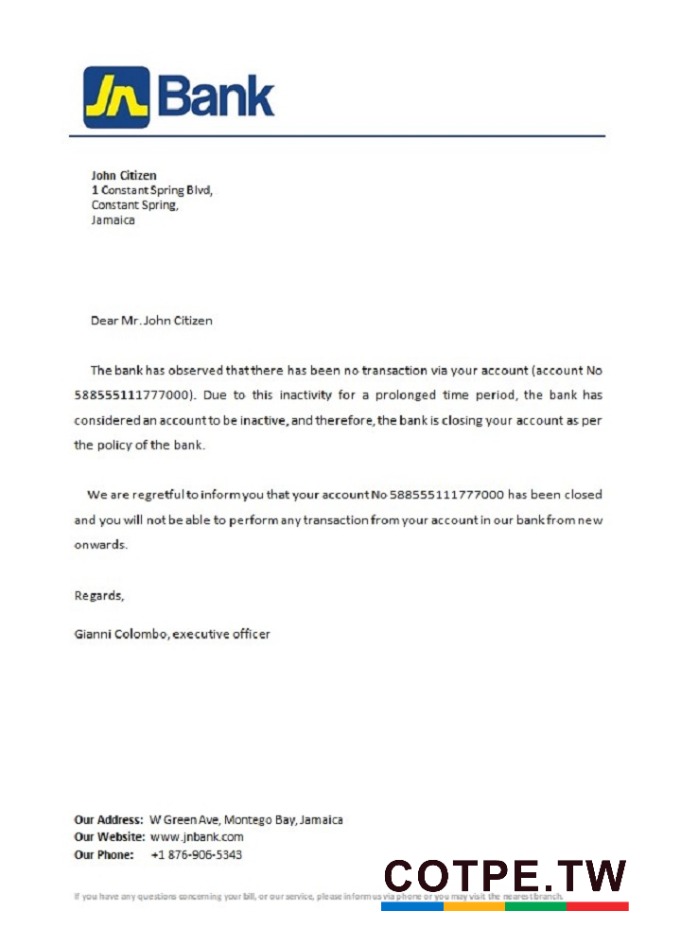 Jn Bank
John Citizen
1 Constant Spring Blvd,
Constant Spring,
Jamaica
Dear Mr. John Citizen
The bank has observed that there has been no transaction via your account (account No
588555111777000). Due to this inactivity for a prolonged time period, the bank has
considered an account to be inactive, and therefore, the bank is closing your account as per
the policy of the bank.
We are regretful to inform you that your account No 588555111777000 has been closed
and you will not be able to perform any transaction from your account in our bank from new
onwards.
Regards,
Gianni Colombo, executive officer
Our Address: W Green Ave, Montego Bay, Jamaica
Our Website: www.jnbank.com
Our Phone: +1 876-906-5343
COTPE.TW
If you have any questions concerning your bill, or our service, please inform us via phone or you may visit the nearest branch.